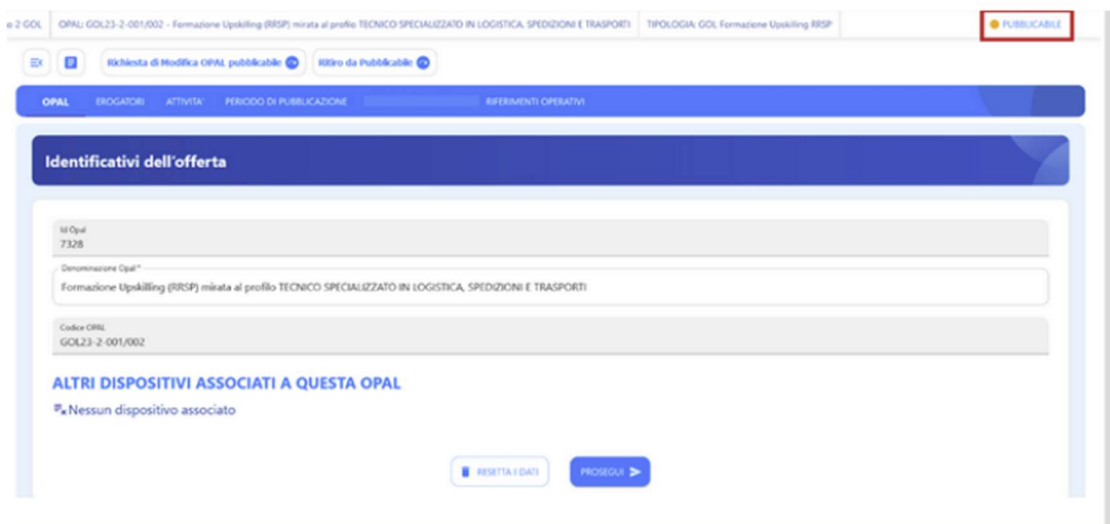 o 2 GOL OPAL: GOL23-2-001/002 - Formazione Upskilling (RRSP) mirata al profilo TECNICO SPECIALIZZATO IN LOGISTICA, SPEDIZIONI E TRASPORTI TIPOLOGIA: GOL Formazione Upskilling RRSP PUBBLICABILE
Richiesta di Modifica OPAL pubblicabile Ritiro da Pubblicabile
OPAL EROGATORI ATTIVITA' PERIODO DI PUBBLICAZIONE RIFERIMENTI OPERATIVI
Identificativi dell'offerta
Id Opal
7328
Denominazione Opal*
Formazione Upskilling (RRSP) mirata al profilo TECNICO SPECIALIZZATO IN LOGISTICA, SPEDIZIONI E TRASPORTI
Codice OPAL
GOL23-2-001/002
ALTRI DISPOSITIVI ASSOCIATI A QUESTA OPAL
Nessun dispositivo associato
RESETTA I DATI PROSEGUI